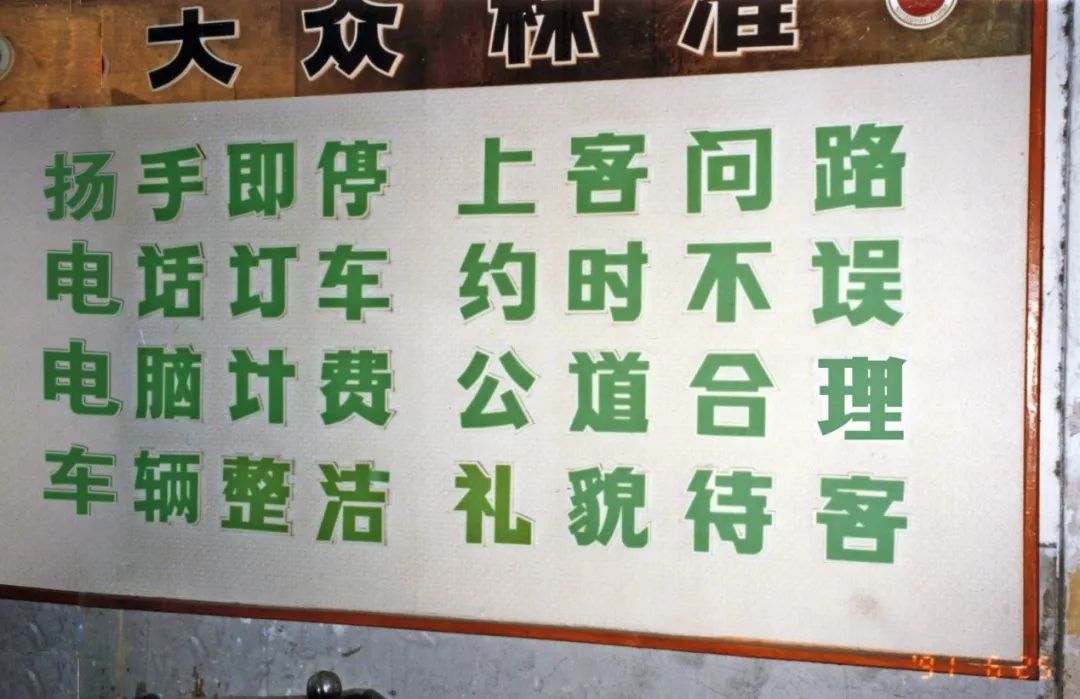 大众标准
扬手即停 上客问路
电话订车 约时不误
电脑计费 公道合理
车辆整洁 礼貌待客
'91 6 25